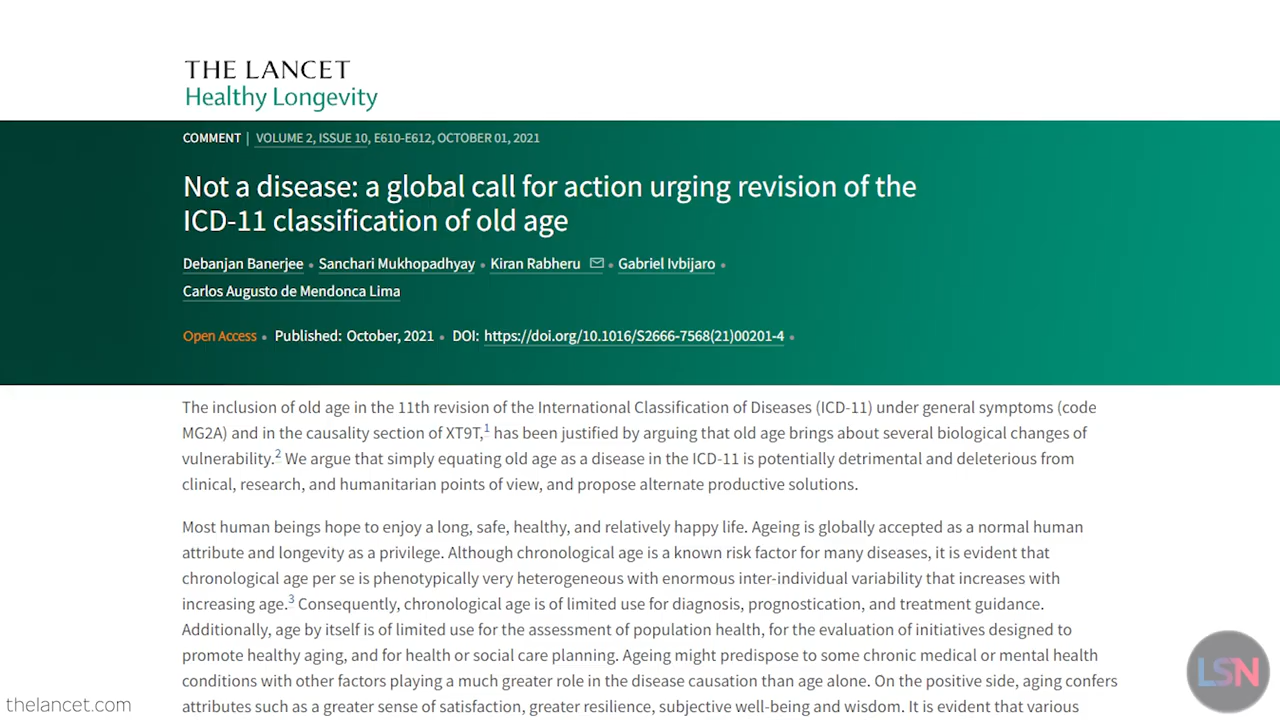 THE LANCET
Healthy Longevity
COMMENT | VOLUME 2, ISSUE 10, E610-E612, OCTOBER 01, 2021
Not a disease: a global call for action urging revision of the
ICD-11 classification of old age
Debanjan Banerjee • Sanchari Mukhopadhyay • Kiran Rabheru • Gabriel Ivbijaro •
Carlos Augusto de Mendonca Lima
Open Access • Published: October, 2021 • DOI: https://doi.org/10.1016/S2666-7568(21)00201-4 •
The inclusion of old age in the 11th revision of the International Classification of Diseases (ICD-11) under general symptoms (code
MG2A) and in the causality section of XT9T,1 has been justified by arguing that old age brings about several biological changes of
vulnerability.2 We argue that simply equating old age as a disease in the ICD-11 is potentially detrimental and deleterious from
clinical, research, and humanitarian points of view, and propose alternate productive solutions.
Most human beings hope to enjoy a long, safe, healthy, and relatively happy life. Ageing is globally accepted as a normal human
attribute and longevity as a privilege. Although chronological age is a known risk factor for many diseases, it is evident that
chronological age per se is phenotypically very heterogeneous with enormous inter-individual variability that increases with
increasing age.3 Consequently, chronological age is of limited use for diagnosis, prognostication, and treatment guidance.
Additionally, age by itself is of limited use for the assessment of population health, for the evaluation of initiatives designed to
promote healthy aging, and for health or social care planning. Ageing might predispose to some chronic medical or mental health
conditions with other factors playing a much greater role in the disease causation than age alone. On the positive side, aging confers
attributes such as a greater sense of satisfaction, greater resilience, subjective well-being and wisdom. It is evident that various
thelancet.com
LSN